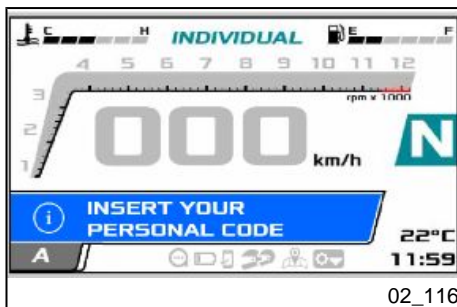 C H INDIVIDUAL E F
4 5 6 7 8 9 10 11 12
3
rpm x 1000
2
000 km/h N
1
i INSERT YOUR
PERSONAL CODE
22°C
A 11:59
02_116